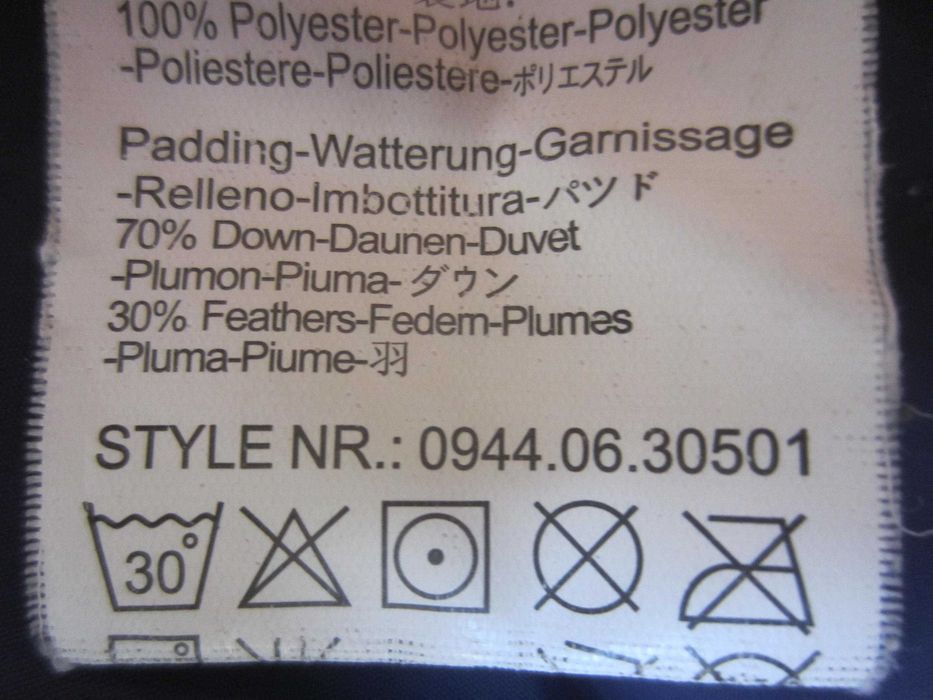 100% Polyester-Polyester-Polyester
-Poliestere-Poliestere-ポリエステル
Padding-Watterung-Garnissage
-Relleno-Imbottitura-パッド
70% Down-Daunen-Duvet
-Plumon-Piuma-ダウン
30% Feathers-Federn-Plumes
-Pluma-Piume-羽
STYLE NR.: 0944.06.30501
30°